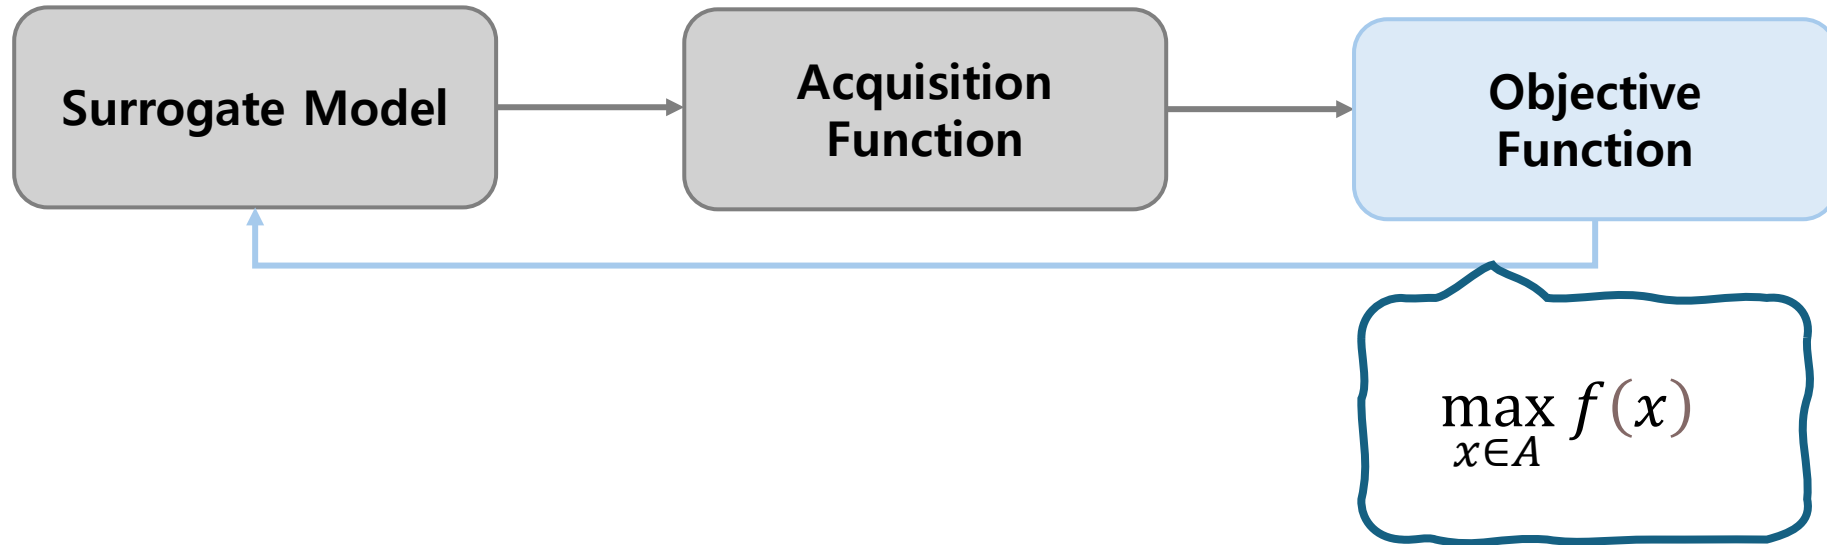 Surrogate Model
Acquisition
Function
Objective
Function
max f(x)
x∈A